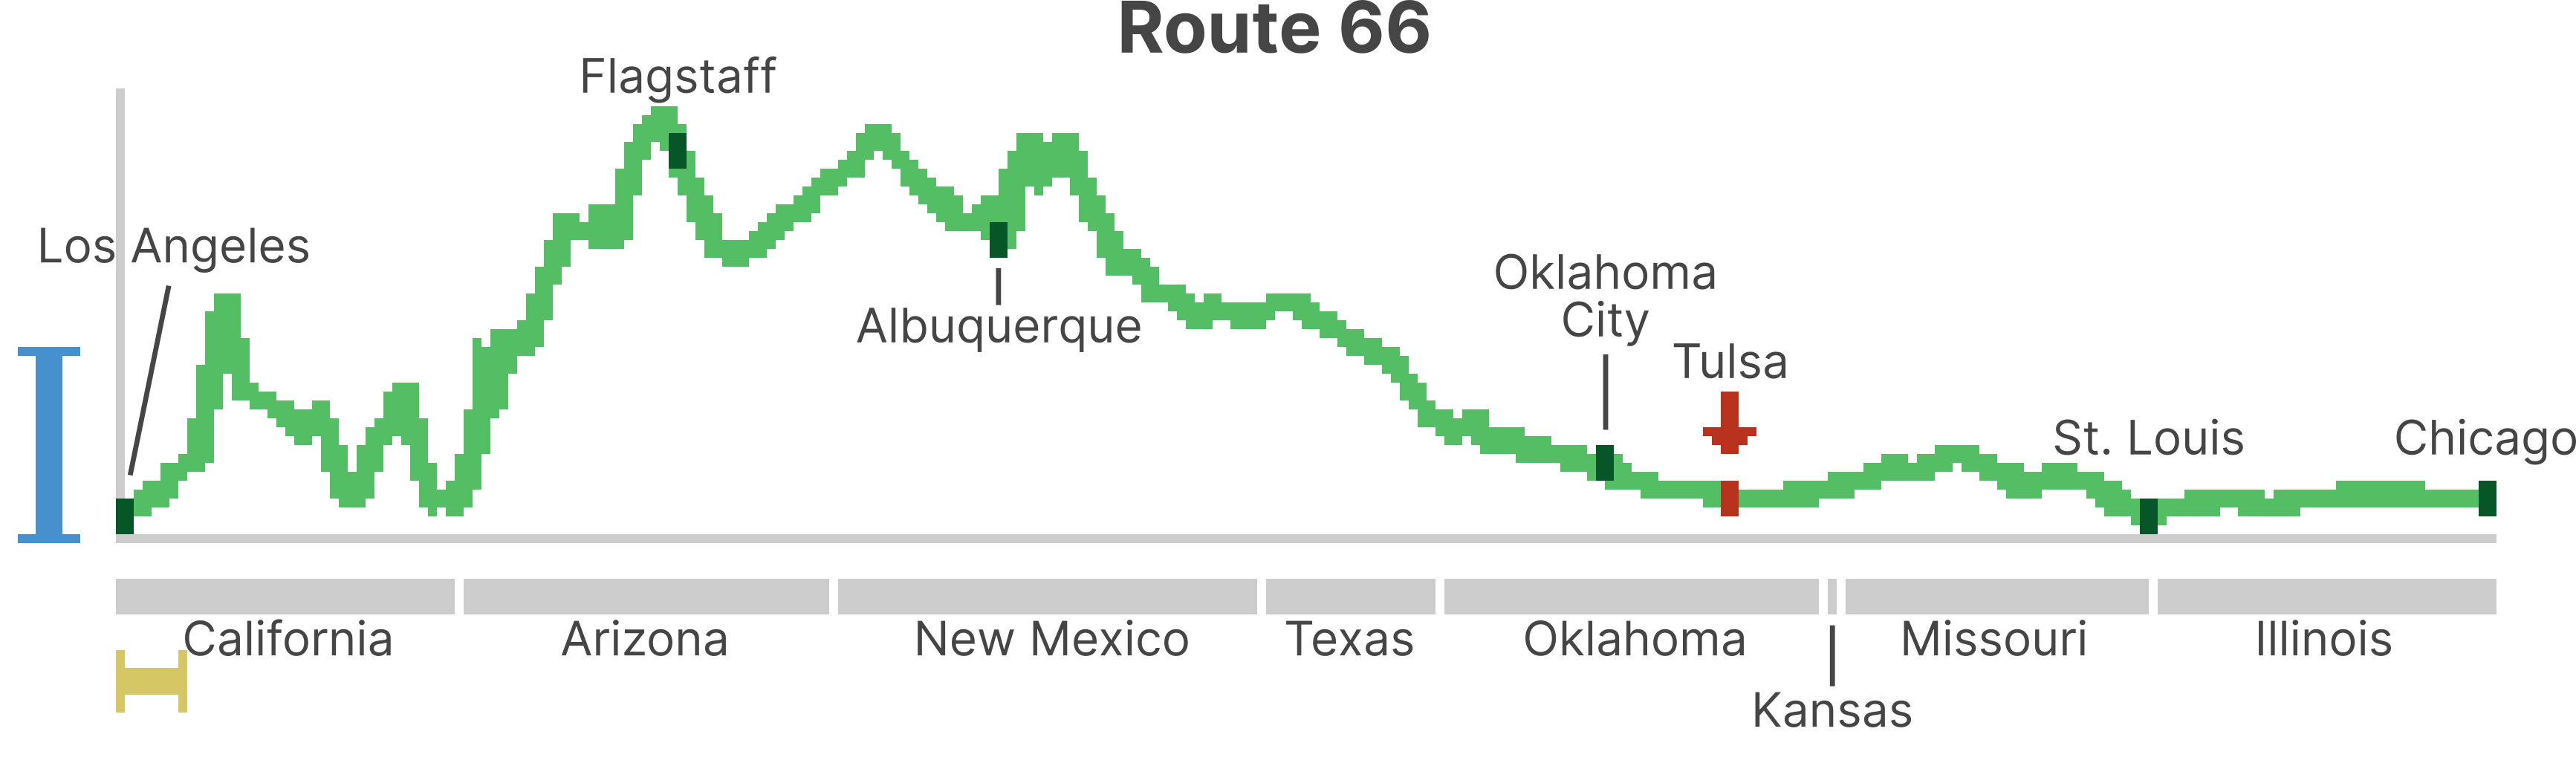 Route 66
Flagstaff
Los Angeles
Albuquerque
Oklahoma
City
Tulsa
St. Louis
Chicago
California
Arizona
New Mexico
Texas
Oklahoma
Missouri
Illinois
Kansas